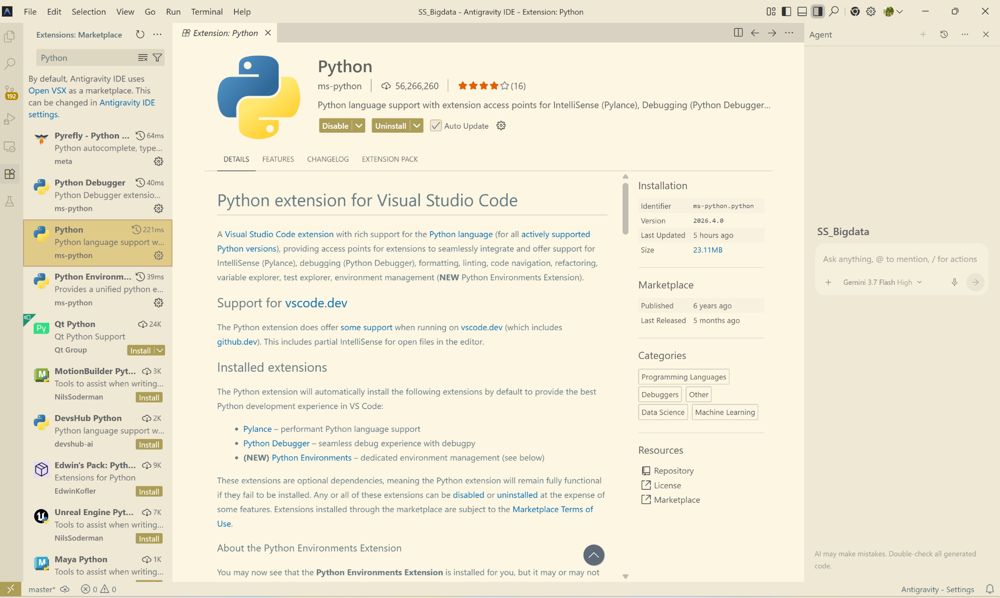 File Edit Selection View Go Run Terminal Help
SS_Bigdata - Antigravity IDE - Extension: Python
Extensions: Marketplace
Python
By default, Antigravity IDE uses
Open VSX as a marketplace. This
can be changed in Antigravity IDE
settings.
192
Pyrefly - Python ... 64ms
Python autocomplete, type...
meta
Python Debugger 40ms
Python Debugger extensio...
ms-python
Python 221ms
Python language support w...
ms-python
Python Environm... 39ms
Provides a unified python e...
ms-python
Py
Qt Python 24K
Qt Python Support
Qt Group Install
M
MotionBuilder Pyt... 3K
Tools to assist when writing...
NilsSoderman Install
DevsHub Python 2K
Python language support w...
devshub-ai Install
Edwin's Pack: Pyth... 9K
Extensions for Python
EdwinKofler Install
Unreal Engine Pyt... 7K
Tools to assist when writing...
NilsSoderman Install
M
Maya Python 1K
Tools to assist when writing...
Extension: Python
Python
ms-python 56,266,260 (16)
Python language support with extension access points for IntelliSense (Pylance), Debugging (Python Debugger...
Disable Uninstall Auto Update
DETAILS FEATURES CHANGELOG EXTENSION PACK
Python extension for Visual Studio Code
A Visual Studio Code extension with rich support for the Python language (for all actively supported
Python versions), providing access points for extensions to seamlessly integrate and offer support for
IntelliSense (Pylance), debugging (Python Debugger), formatting, linting, code navigation, refactoring,
variable explorer, test explorer, environment management (NEW Python Environments Extension).
Support for vscode.dev
The Python extension does offer some support when running on vscode.dev (which includes
github.dev). This includes partial IntelliSense for open files in the editor.
Installed extensions
The Python extension will automatically install the following extensions by default to provide the best
Python development experience in VS Code:
• Pylance – performant Python language support
• Python Debugger – seamless debug experience with debugpy
• (NEW) Python Environments – dedicated environment management (see below)
These extensions are optional dependencies, meaning the Python extension will remain fully functional
if they fail to be installed. Any or all of these extensions can be disabled or uninstalled at the expense of
some features. Extensions installed through the marketplace are subject to the Marketplace Terms of
Use.
About the Python Environments Extension
You may now see that the Python Environments Extension is installed for you, but it may or may not
Installation
Identifier ms-python.python
Version 2026.4.0
Last Updated 5 hours ago
Size 23.11MB
Marketplace
Published 6 years ago
Last Released 5 months ago
Categories
Programming Languages
Debuggers Other
Data Science Machine Learning
Resources
Repository
License
Marketplace
Agent
SS_Bigdata
Ask anything, @ to mention, / for actions
Gemini 3.7 Flash High
AI may make mistakes. Double-check all generated
code.
master* 0 0
Antigravity - Settings